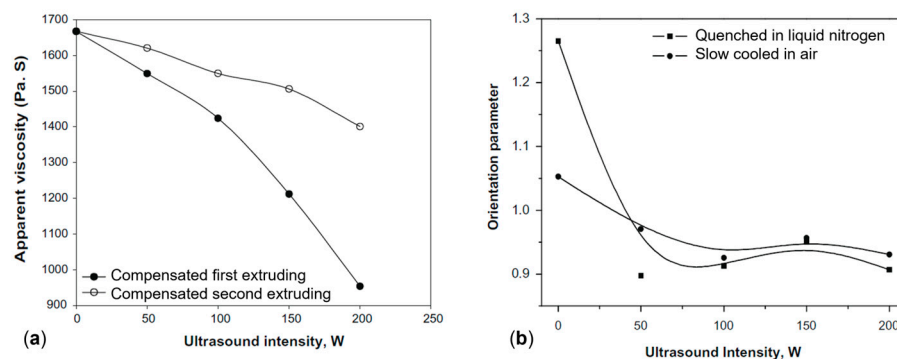 1700
1600
1500
1400
1300
1200
1100
1000
900
Apparent viscosity (Pa. S)
Compensated first extruding
Compensated second extruding
0 50 100 150 200 250
Ultrasound intensity, W
(a)
1.3
1.2
1.1
1.0
0.9
Orientation parameter
Quenched in liquid nitrogen
Slow cooled in air
0 50 100 150 200
Ultrasound Intensity, W
(b)